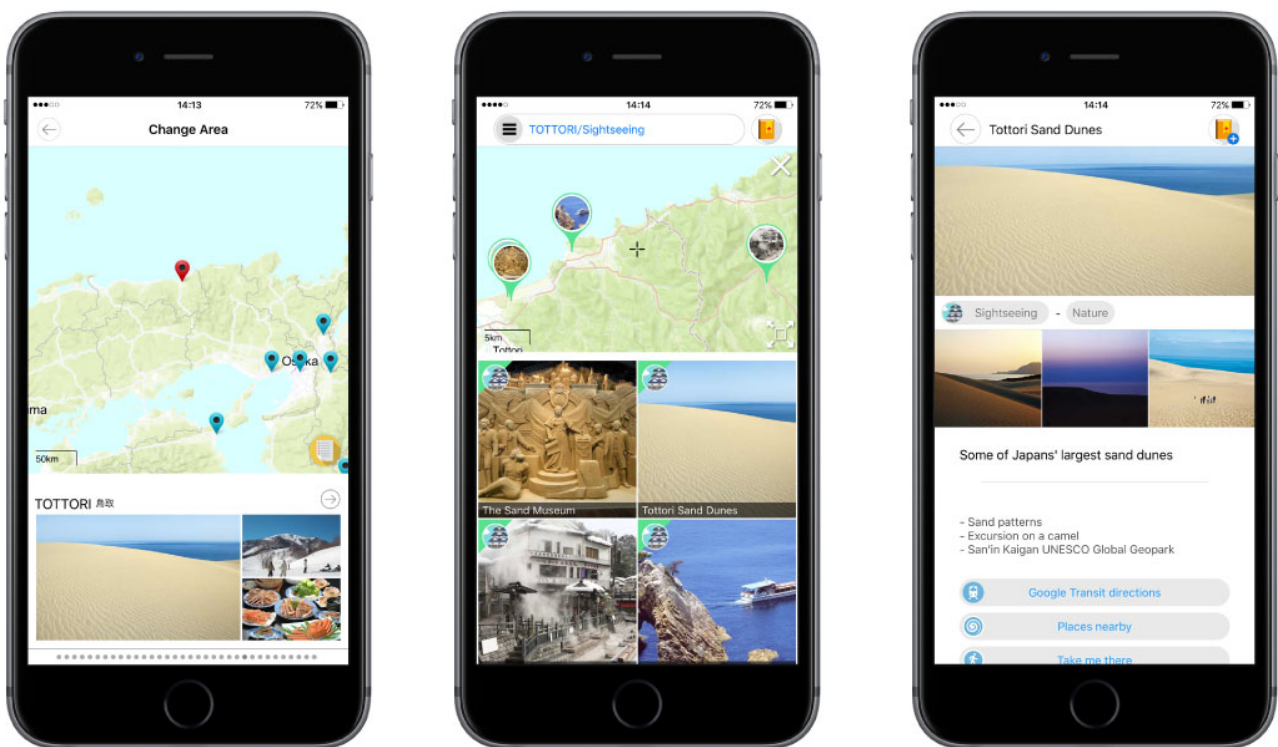 14:13
72%
Change Area
Osaka
ma
50km
TOTTORI 鳥取
14:14
72%
TOTTORI/Sightseeing
5km
Tottori
The Sand Museum
Tottori Sand Dunes
14:14
72%
Tottori Sand Dunes
Sightseeing - Nature
Some of Japans' largest sand dunes
- Sand patterns
- Excursion on a camel
- San'in Kaigan UNESCO Global Geopark
Google Transit directions
Places nearby
Take me there